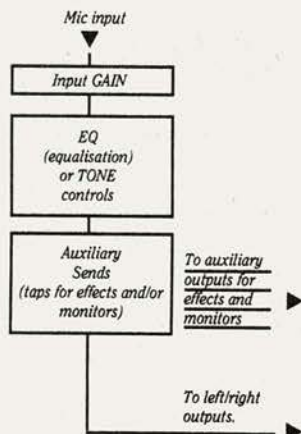 Mic input
Input GAIN
EQ
(equalisation)
or TONE
controls
Auxiliary
Sends
(taps for effects and/or
monitors)
To auxiliary
outputs for
effects and
monitors
To left/right
outputs.